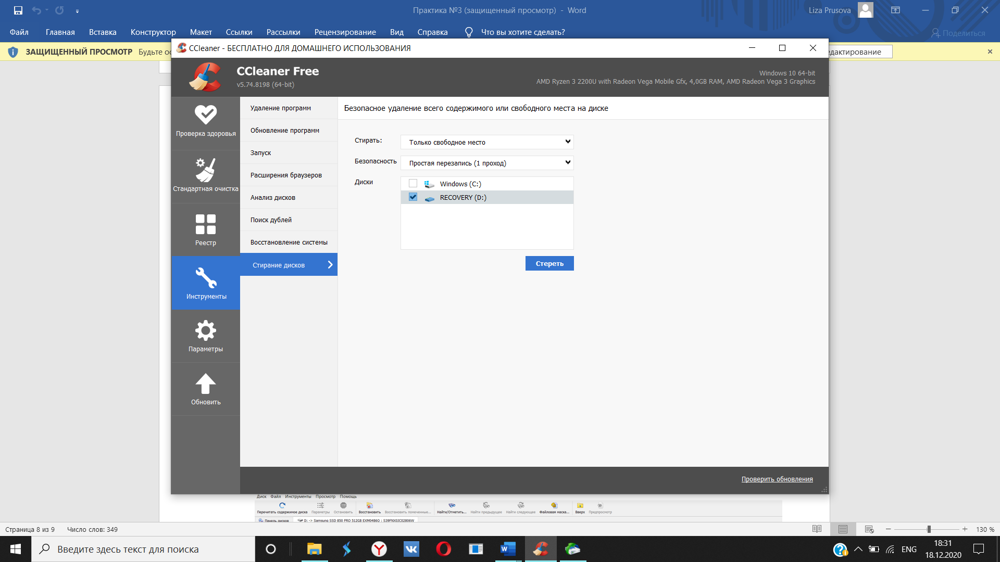 Практика №3 (защищенный просмотр) - Word
Liza Prusova
Файл Главная Вставка Конструктор Макет Ссылки Рассылки Рецензирование Вид Справка Что вы хотите сделать? Поделиться
ЗАЩИЩЕННЫЙ ПРОСМОТР Будьте
CCleaner - БЕСПЛАТНО ДЛЯ ДОМАШНЕГО ИСПОЛЬЗОВАНИЯ
едактирование
CCleaner Free
v5.74.8198 (64-bit)
Windows 10 64-bit
AMD Ryzen 3 2200U with Radeon Vega Mobile Gfx, 4,0GB RAM, AMD Radeon Vega 3 Graphics
Проверка здоровья
Стандартная очистка
Реестр
Инструменты
Параметры
Обновить
Удаление программ
Обновление программ
Запуск
Расширения браузеров
Анализ дисков
Поиск дублей
Восстановление системы
Стирание дисков
Безопасное удаление всего содержимого или свободного места на диске
Стирать: Только свободное место
Безопасность Простая перезапись (1 проход)
Диски
Windows (C:)
RECOVERY (D:)
Стереть
Проверить обновления
Диск Файл Инструменты Просмотр Помощь
Перечитать содержимое диска Параметры Остановить Восстановить Восстановить помеченные... Найти/Отметить... Найти предыдущее Найти следующее Файловая маска... Вверх Предпросмотр
Панель дисков D: -> Samsung SSD 850 PRO 512GB EXM04B6Q : S39FNX0JC02806W
Страница 8 из 9 Число слов: 349
130 %
Введите здесь текст для поиска
ENG
18:31
18.12.2020